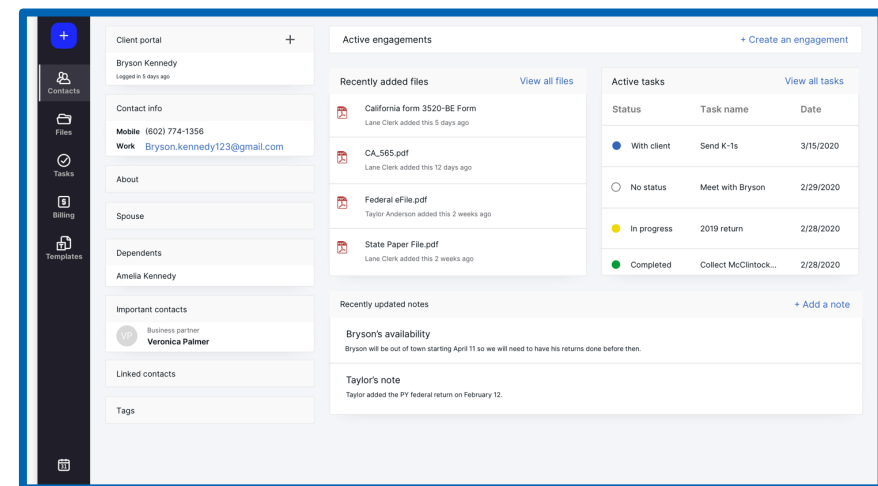 +
Contacts
Files
Tasks
Billing
Templates
31
Client portal +
Bryson Kennedy
Logged in 5 days ago
Contact info
Mobile (602) 774-1356
Work Bryson.kennedy123@gmail.com
About
Spouse
Dependents
Amelia Kennedy
Important contacts
VP
Business partner
Veronica Palmer
Linked contacts
Tags
Active engagements + Create an engagement
Recently added files View all files
California form 3520-BE Form
Lane Clerk added this 5 days ago
CA_565.pdf
Lane Clerk added this 12 days ago
Federal eFile.pdf
Taylor Anderson added this 2 weeks ago
State Paper File.pdf
Lane Clerk added this 2 weeks ago
Active tasks View all tasks
Status Task name Date
With client Send K-1s 3/15/2020
No status Meet with Bryson 2/29/2020
In progress 2019 return 2/28/2020
Completed Collect McClintock... 2/28/2020
Recently updated notes + Add a note
Bryson's availability
Bryson will be out of town starting April 11 so we will need to have his returns done before then.
Taylor's note
Taylor added the PY federal return on February 12.